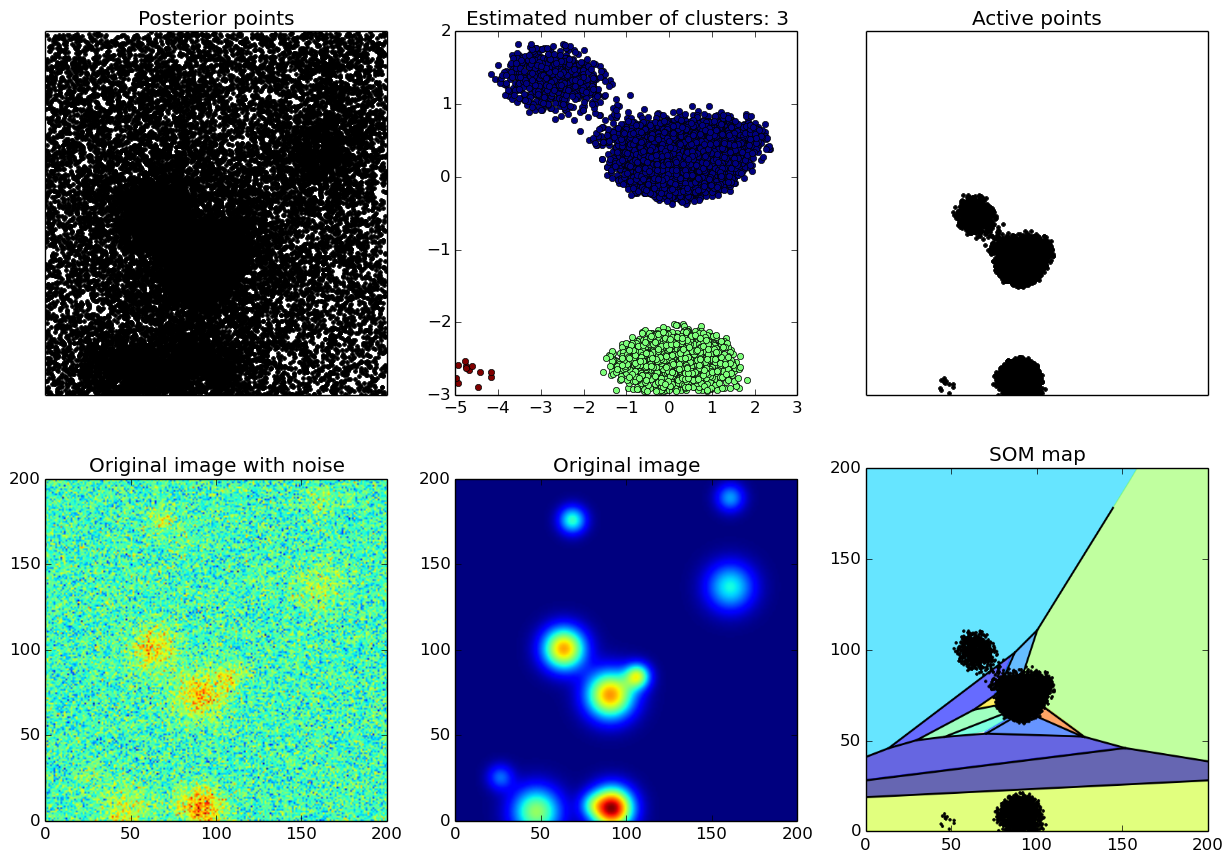 Posterior points
Estimated number of clusters: 3
Active points
2
1
0
−1
−2
−3
−5 −4 −3 −2 −1 0 1 2 3
Original image with noise
200
150
100
50
0
0 50 100 150 200
Original image
200
150
100
50
0
0 50 100 150 200
SOM map
200
150
100
50
0
0 50 100 150 200